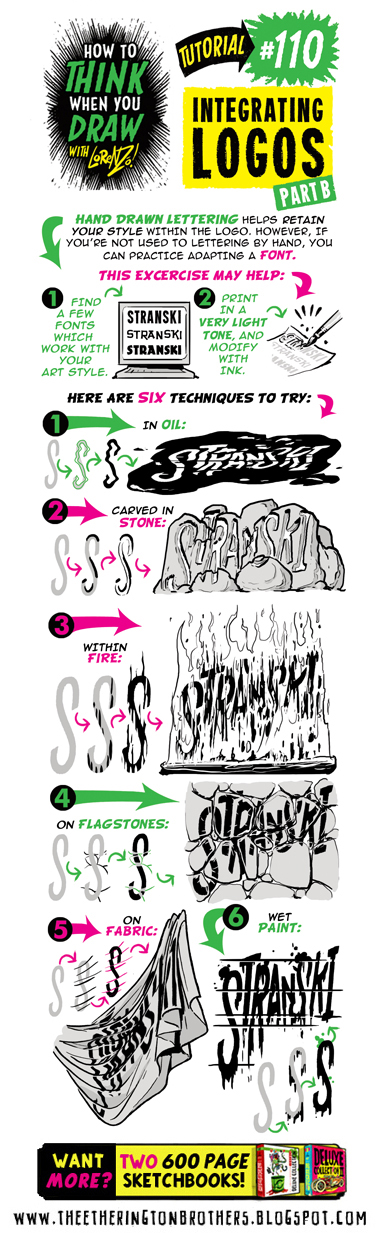 HOW TO
THINK
WHEN YOU
DRAW
WITH LORENZO!
TUTORIAL
#110
INTEGRATING
LOGOS
PART B
HAND DRAWN LETTERING HELPS RETAIN
YOUR STYLE WITHIN THE LOGO. HOWEVER, IF
YOU'RE NOT USED TO LETTERING BY HAND, YOU
CAN PRACTICE ADAPTING A FONT.
THIS EXCERCISE MAY HELP:
1
FIND
A FEW
FONTS
WHICH
WORK WITH
YOUR
ART STYLE.
STRANSKI
STRANSKI
STRANSKI
2
PRINT
IN A
VERY LIGHT
TONE, AND
MODIFY
WITH
INK.
STRANSKI
STRANSKI
HERE ARE SIX TECHNIQUES TO TRY:
1
IN OIL:
S S S
STRANSKI
2
CARVED IN
STONE:
S S S
STRANSKI
3
WITHIN
FIRE:
S S S
STRANSKI
4
ON FLAGSTONES:
S S S
STRANSKI
5
ON
FABRIC:
S S S
STRANSKI
6
WET
PAINT:
STRANSKI
S S S
WANT
MORE?
TWO 600 PAGE
SKETCHBOOKS!
DELUXE
COLLECTION
WWW.THEETHERINGTONBROTHERS.BLOGSPOT.COM